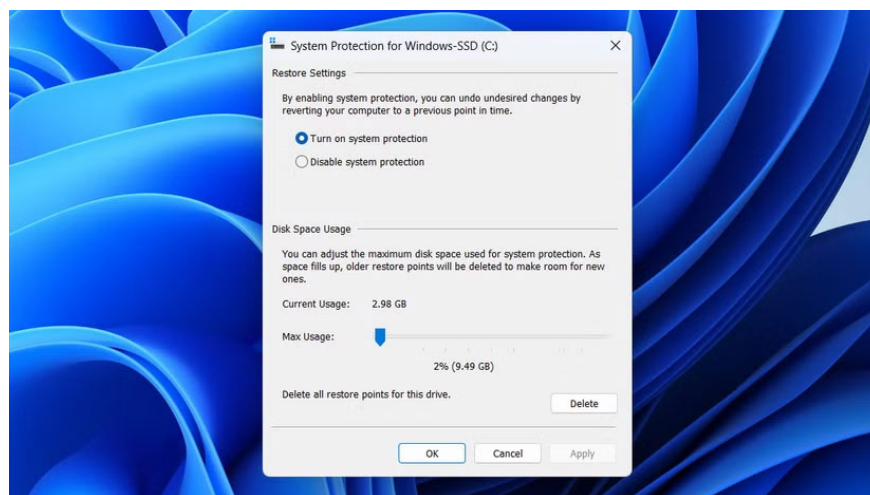 System Protection for Windows-SSD (C:)
Restore Settings
By enabling system protection, you can undo undesired changes by
reverting your computer to a previous point in time.
Turn on system protection
Disable system protection
Disk Space Usage
You can adjust the maximum disk space used for system protection. As
space fills up, older restore points will be deleted to make room for new
ones.
Current Usage: 2.98 GB
Max Usage:
2% (9.49 GB)
Delete all restore points for this drive.
Delete
OK Cancel Apply